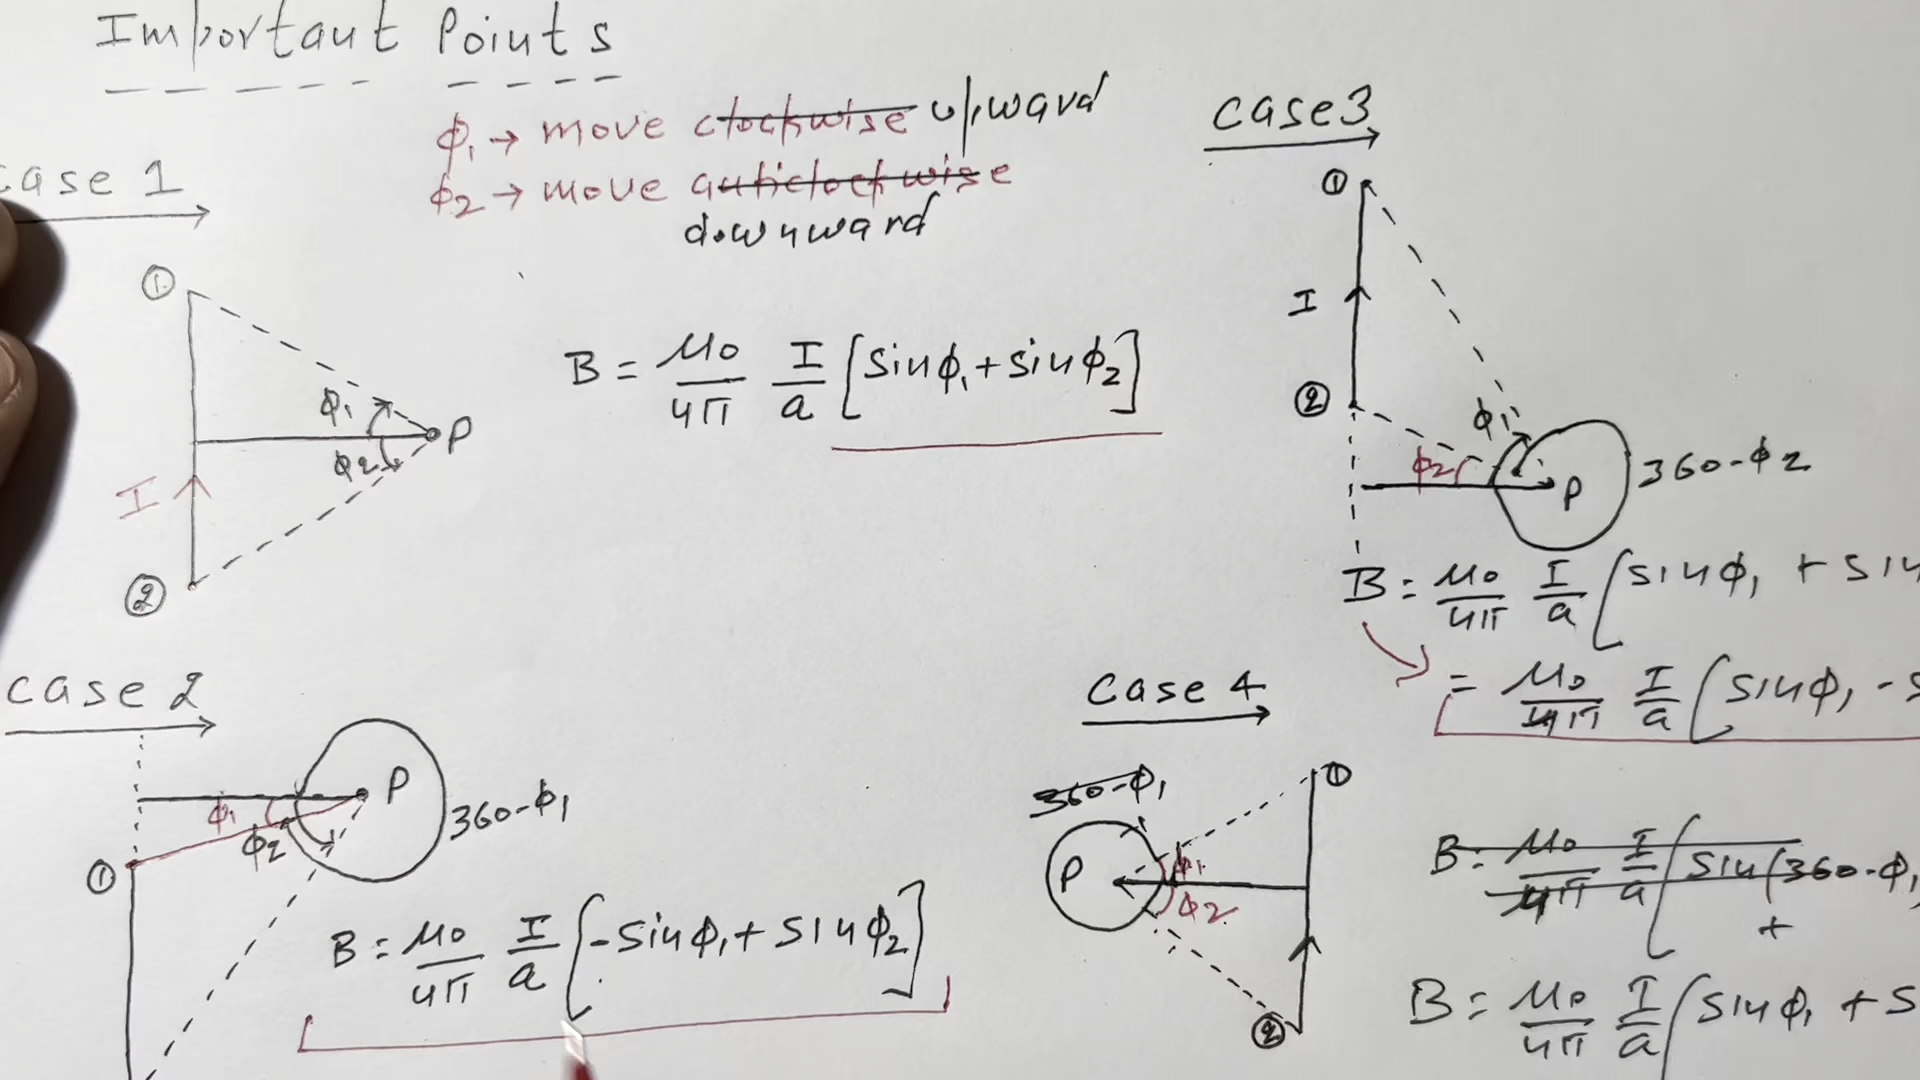 Important Points
φ₁ → move clockwise upward
φ₂ → move anticlockwise
downward
case 1
①
φ₁
P
φ₂
I
②
B = μ₀/4π I/a [sinφ₁ + sinφ₂]
case 2
P
φ₁
φ₂
360-φ₁
①
B = μ₀/4π I/a [-sinφ₁ + sinφ₂]
case 3
①
I
②
φ₁
φ₂
P
360-φ₂
B = μ₀/4π I/a [sinφ₁ + sin
= μ₀/4π I/a [sinφ₁ - s
case 4
360-φ₁
①
P
φ₁
φ₂
②
B = μ₀/4π I/a [sin(360-φ₁
+
B = μ₀/4π I/a [sinφ₁ + s